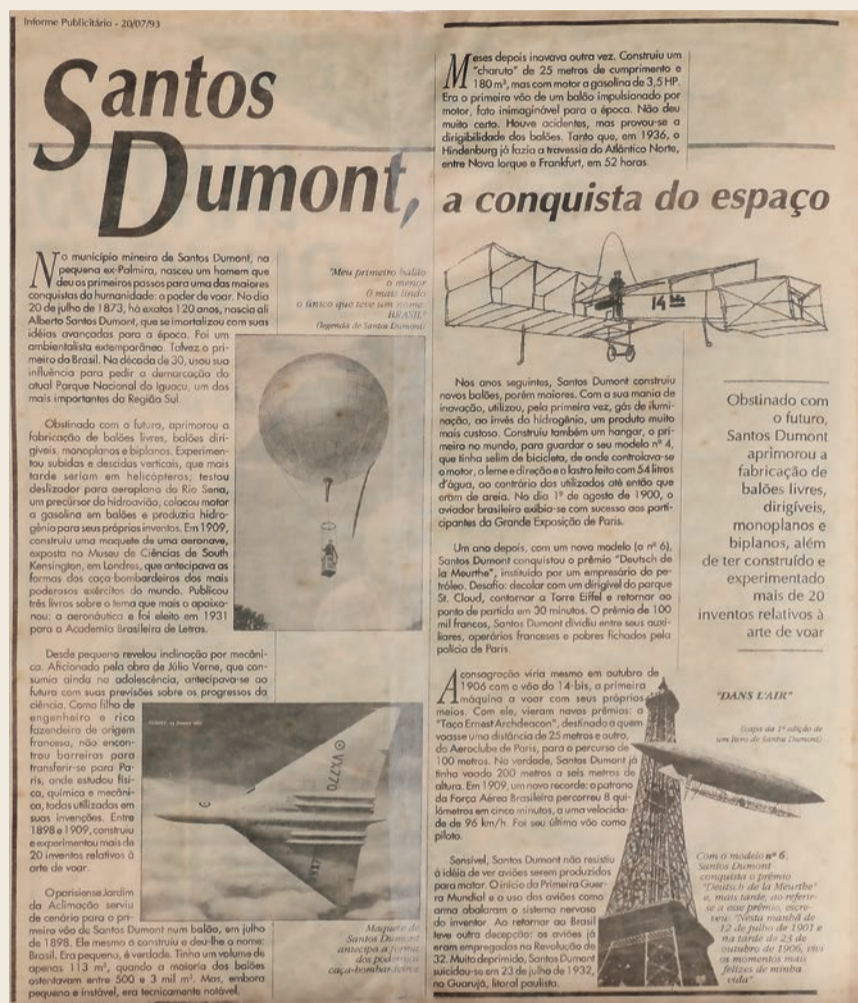 Informe Publicitário - 20/07/93
Santos
Dumont,
a conquista do espaço
No município mineiro de Santos Dumont, na
pequena ex-Palmira, nasceu um homem que
deu os primeiros passos para uma das maiores
conquistas da humanidade: o poder de voar. No dia
20 de julho de 1873, há exatos 120 anos, nascia ali
Alberto Santos Dumont, que se imortalizou com suas
idéias avançadas para a época. Foi um
ambientalista extemporâneo. Talvez o pri-
meiro do Brasil. Na década de 30, usou sua
influência para pedir a demarcação do
atual Parque Nacional do Iguaçu, um dos
mais importantes da Região Sul.
Obstinado com o futuro, aprimorou a
fabricação de balões livres, balões diri-
gíveis, monoplanos e biplanos. Experimen-
tou subidas e descidas verticais, que mais
tarde seriam em helicópteros; testou
deslizador para aeroplano do Rio Sena,
um precursor do hidroavião, colocou motor
a gasolina em balões e produzia hidro-
gênio para seus próprios inventos. Em 1909,
construiu uma maquete de uma aeronave,
exposta no Museu de Ciências de South
Kensington, em Londres, que antecipava as
formas dos caça-bombardeiros dos mais
poderosos exércitos do mundo. Publicou
três livros sobre o tema que mais o apaixo-
nou: a aeronáutica e foi eleito em 1931
para a Academia Brasileira de Letras.
Desde pequeno revelou inclinação por mecâni-
ca. Aficionado pela obra de Júlio Verne, que con-
sumia ainda na adolescência, antecipava-se ao
futuro com suas previsões sobre os progressos da
ciência. Como filho de
engenheiro e rico
fazendeiro de origem
francesa, não encon-
trou barreiras para
transferir-se para Pa-
ris, onde estudou físi-
ca, química e mecâni-
ca, todas utilizadas em
suas invenções. Entre
1898 e 1909, construiu
e experimentou mais de
20 inventos relativos à
arte de voar.
O parisiense Jardim
da Aclimação serviu
de cenário para o pri-
meiro vôo de Santos Dumont num balão, em julho
de 1898. Ele mesmo o construiu e deu-lhe o nome:
Brasil. Era pequeno, é verdade. Tinha um volume de
apenas 113 m³, quando a maioria dos balões
ostentavam entre 500 e 3 mil m³. Mas, embora
pequeno e instável, era tecnicamente notável.
"Meu primeiro balão
o menor
O mais lindo
o único que teve um nome:
BRASIL"
(legenda de Santos Dumont)
VX770
VX77
Maquete de
Santos Dumont
antecipa a forma
dos poderosos
caça-bombardeiros
Meses depois inovava outra vez. Construiu um
"charuto" de 25 metros de cumprimento e
180 m³, mas com motor a gasolina de 3,5 HP.
Era o primeiro vôo de um balão impulsionado por
motor, fato inimaginável para a época. Não deu
muito certo. Houve acidentes, mas provou-se a
dirigibilidade dos balões. Tanto que, em 1936, o
Hindenburg já fazia a travessia do Atlântico Norte,
entre Nova Iorque e Frankfurt, em 52 horas.
14 bis
Nos anos seguintes, Santos Dumont construiu
novos balões, porém maiores. Com a sua mania de
inovação, utilizou, pela primeira vez, gás de ilumi-
nação, ao invés do hidrogênio, um produto muito
mais custoso. Construiu também um hangar, o pri-
meiro no mundo, para guardar o seu modelo nº 4,
que tinha selim de bicicleta, de onde controlava-se
o motor, o leme e direção e o lastro feito com 54 litros
d'água, ao contrário dos utilizados até então que
eram de areia. No dia 1º de agosto de 1900, o
aviador brasileiro exibia-se com sucesso aos parti-
cipantes da Grande Exposição de Paris.
Um ano depois, com um novo modelo (o nº 6),
Santos Dumont conquistou o prêmio "Deutsch de
la Meurthe", instituído por um empresário do pe-
tróleo. Desafio: decolar com um dirigível do parque
St. Cloud, contornar a Torre Eiffel e retornar ao
ponto de partida em 30 minutos. O prêmio de 100
mil francos, Santos Dumont dividiu entre seus auxi-
liares, operários franceses e pobres fichados pela
polícia de Paris.
A consagração viria mesmo em outubro de
1906 com o vôo do 14-bis, a primeira
máquina a voar com seus próprios
meios. Com ele, vieram novos prêmios: a
"Taça Ernest Archdeacon", destinado a quem
voasse uma distância de 25 metros e outro,
do Aeroclube de Paris, para o percurso de
100 metros. Na verdade, Santos Dumont já
tinha voado 200 metros a seis metros de
altura. Em 1909, um novo recorde: o patrono
da Força Aérea Brasileira percorreu 8 qui-
lômetros em cinco minutos, a uma velocida-
de de 96 km/h. Foi seu último vôo como
piloto.
Sensível, Santos Dumont não resistiu
à idéia de ver aviões serem produzidos
para matar. O início da Primeira Guer-
ra Mundial e o uso dos aviões como
arma abalaram o sistema nervoso
do inventor. Ao retornar ao Brasil
teve outra decepção: os aviões já
eram empregados na Revolução de
32. Muito deprimido, Santos Dumont
suicidou-se em 23 de julho de 1932,
no Guarujá, litoral paulista.
Obstinado com
o futuro,
Santos Dumont
aprimorou a
fabricação de
balões livres,
dirigíveis,
monoplanos e
biplanos, além
de ter construído e
experimentado
mais de 20
inventos relativos à
arte de voar
"DANS L'AIR"
(capa da 1ª edição de
um livro de Santos Dumont)
Com o modelo nº 6,
Santos Dumont
conquista o prêmio
"Deutsch de la Meurthe"
e, mais tarde, ao referir-
se a esse prêmio, escre-
veu: "Nesta manhã de
12 de julho de 1901 e
na tarde de 23 de
outubro de 1906, vivi
os momentos mais
felizes de minha
vida".